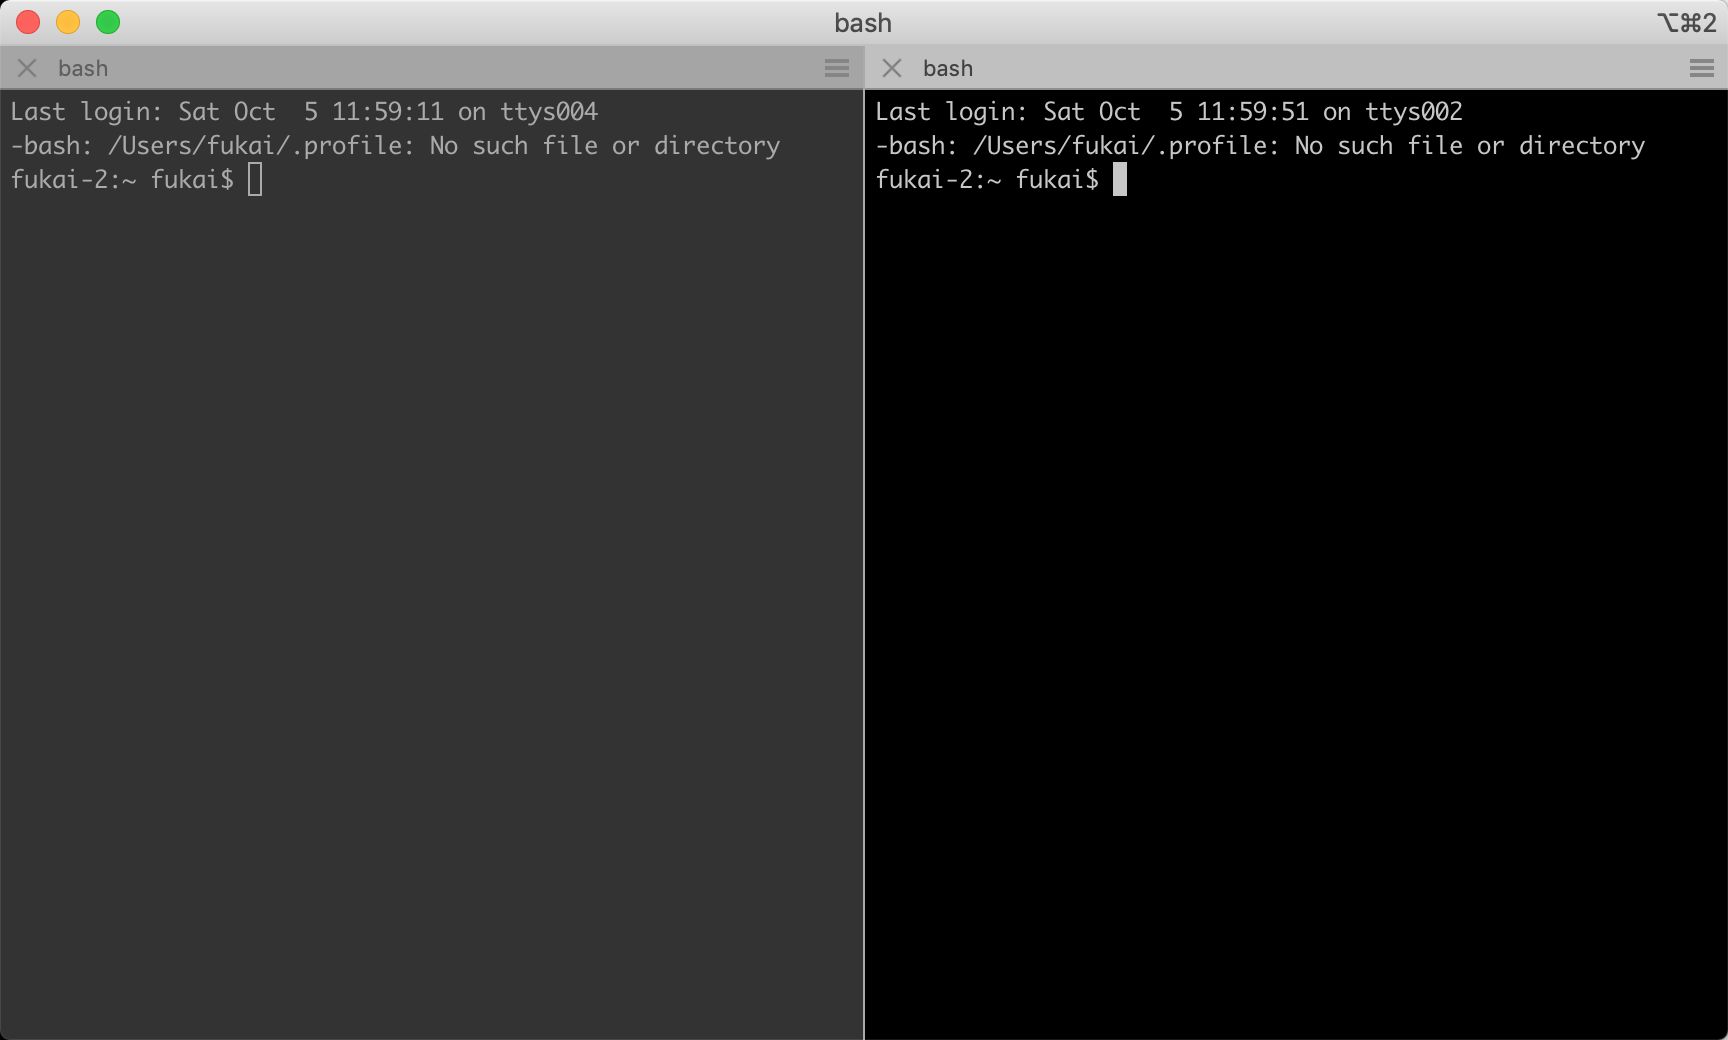 bash
⌥⌘2
bash
Last login: Sat Oct  5 11:59:11 on ttys004
-bash: /Users/fukai/.profile: No such file or directory
fukai-2:~ fukai$
bash
Last login: Sat Oct  5 11:59:51 on ttys002
-bash: /Users/fukai/.profile: No such file or directory
fukai-2:~ fukai$